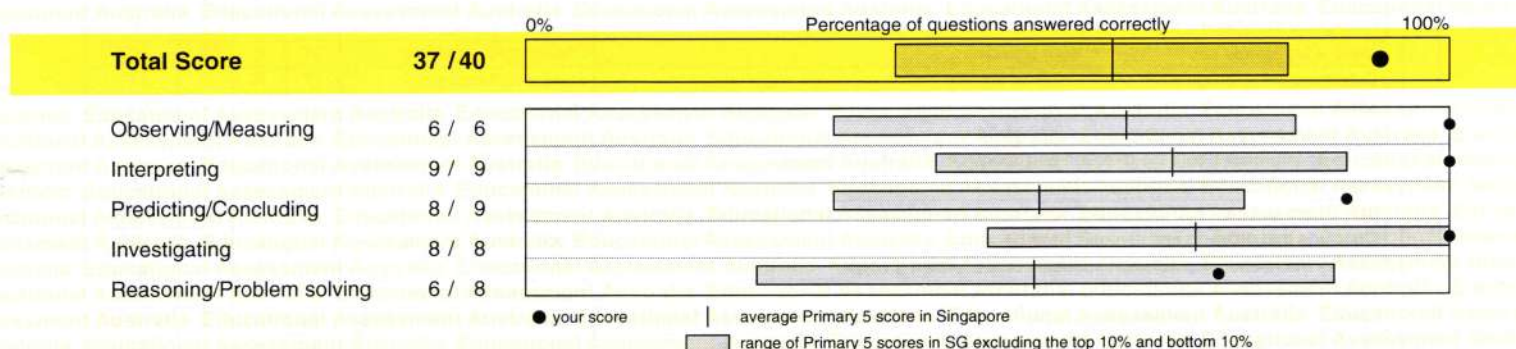 0% Percentage of questions answered correctly 100%
Total Score 37 / 40
Observing/Measuring 6 / 6
Interpreting 9 / 9
Predicting/Concluding 8 / 9
Investigating 8 / 8
Reasoning/Problem solving 6 / 8
your score average Primary 5 score in Singapore
range of Primary 5 scores in SG excluding the top 10% and bottom 10%